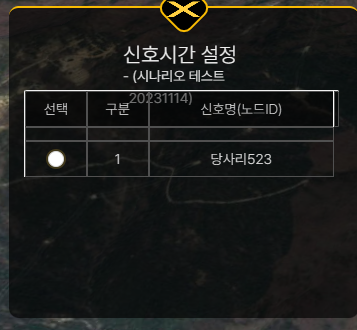 신호시간 설정
- (시나리오 테스트
20231114)
선택 구분 신호명(노드ID)
1 당사리523